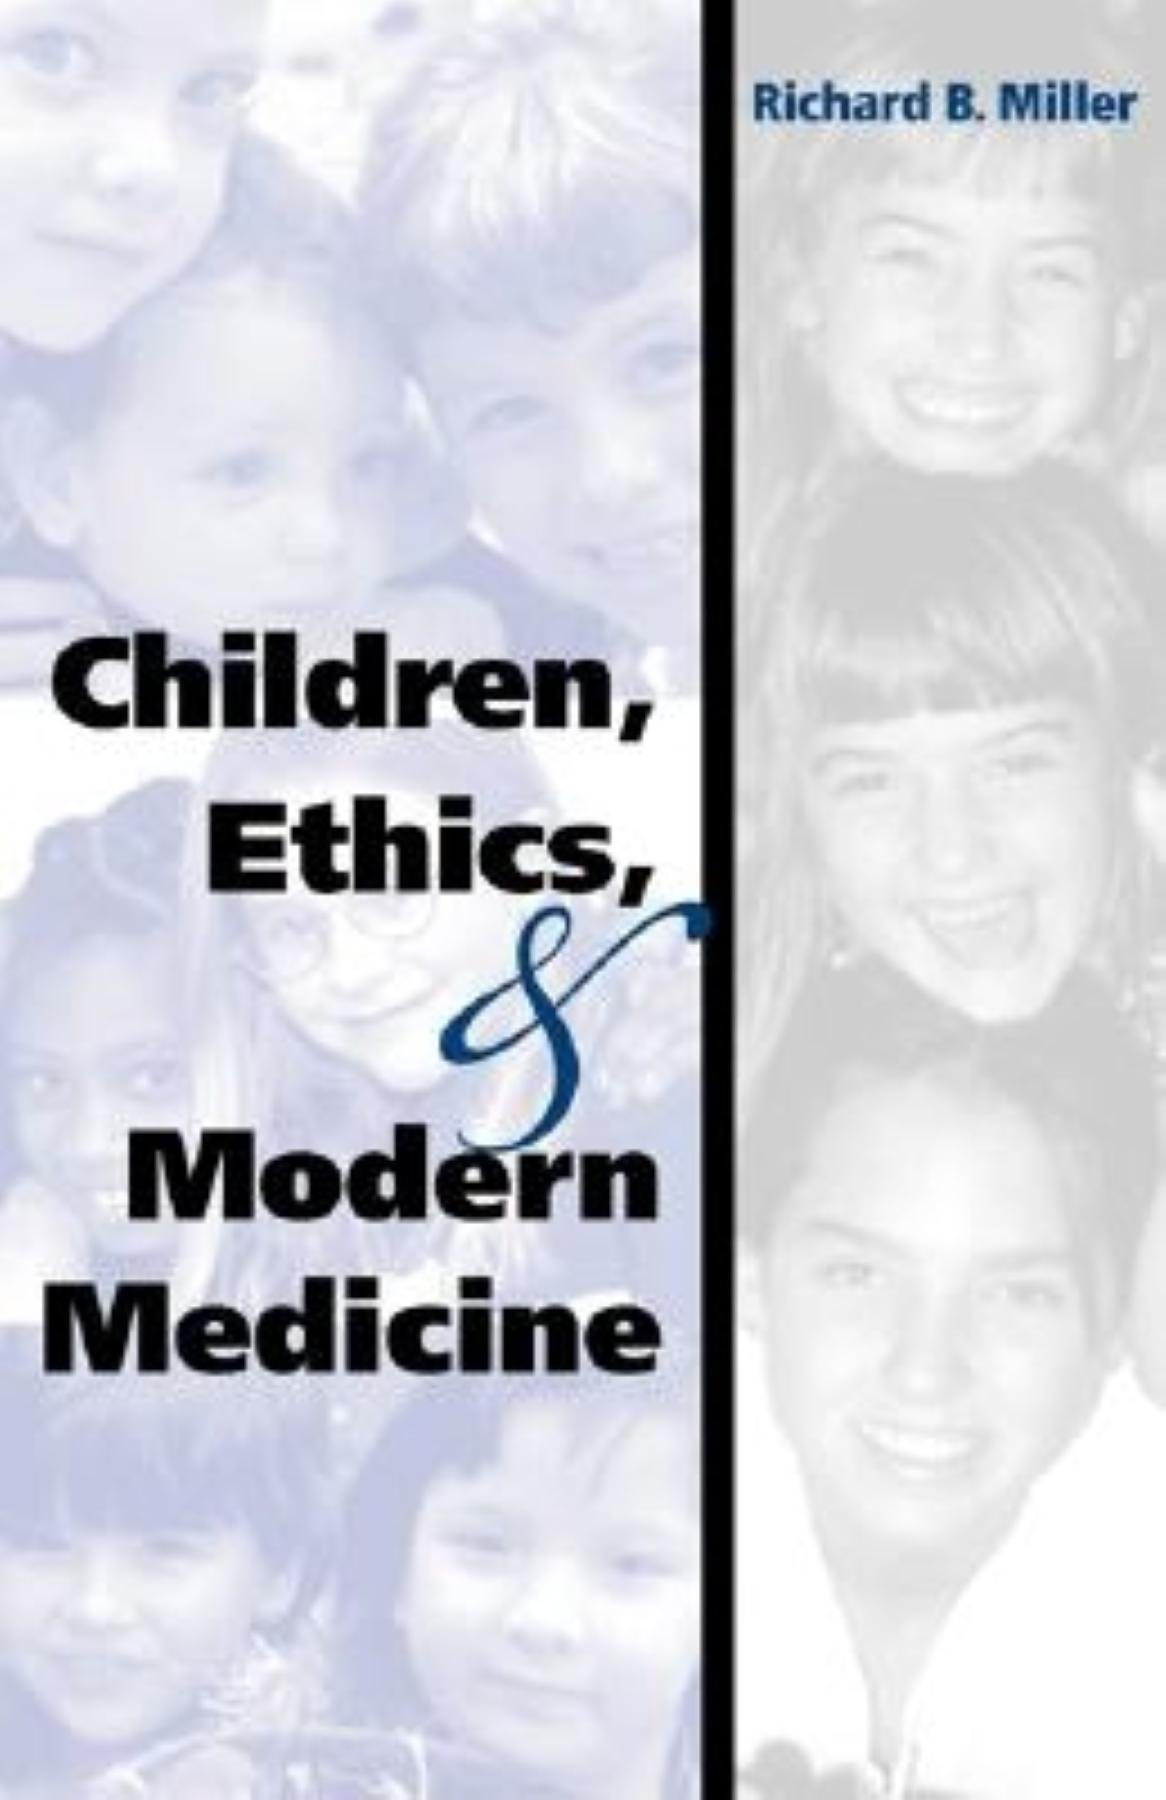 Richard B. Miller
Children,
Ethics,
&
Modern
Medicine